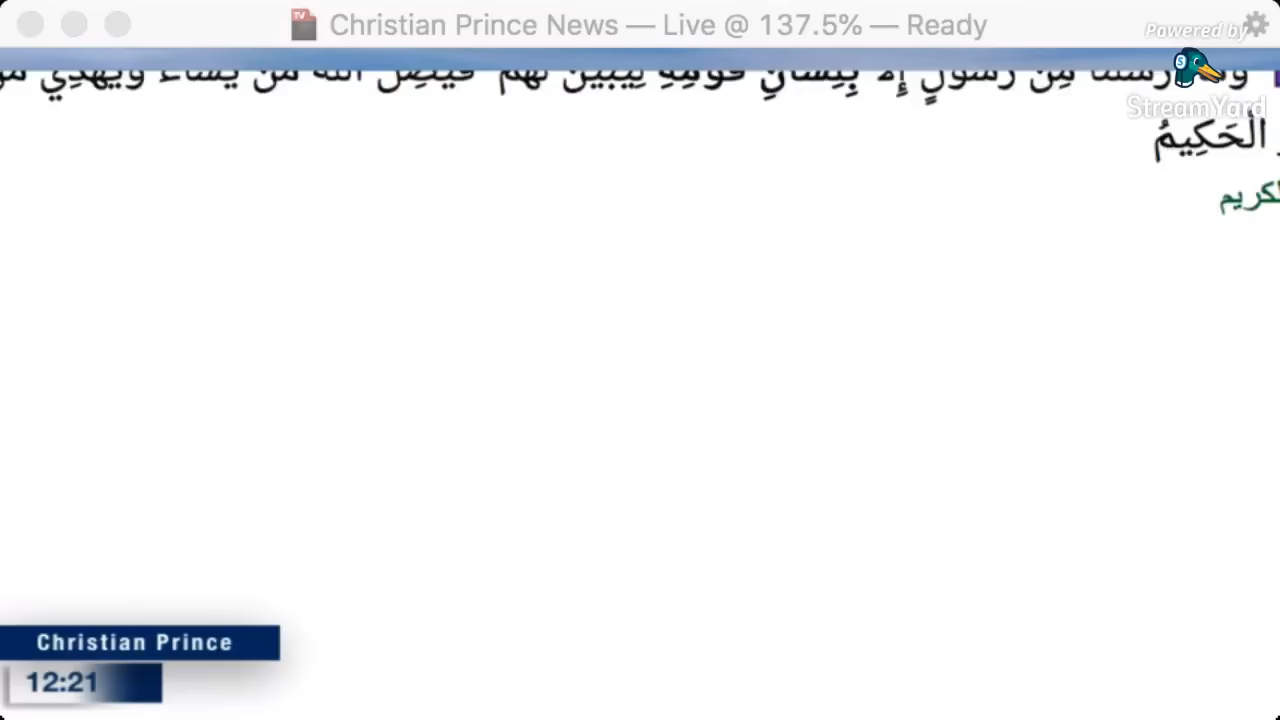 Christian Prince News — Live @ 137.5% — Ready
Powered by
StreamYard
مِن رَسُولٍ إِلَّا بِلِسَانِ قَوْمِهِ لِيُبَيِّنَ لَهُمْ فَيُضِلُّ اللَّهُ مَن يَشَاءُ وَيَهْدِي
الْحَكِيمُ
الكريم
Christian Prince
12:21